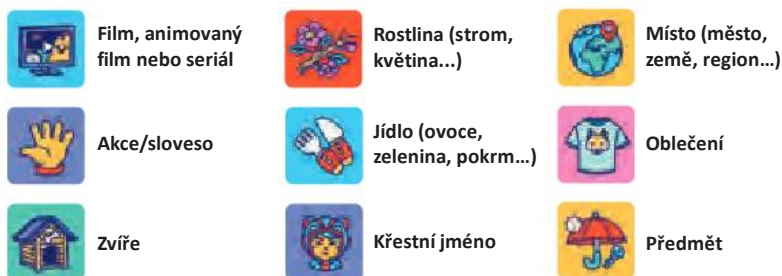 Film, animovaný
film nebo seriál
Rostlina (strom,
květina...)
Místo (město,
země, region…)
Akce/sloveso
Jídlo (ovoce,
zelenina, pokrm…)
Oblečení
Zvíře
Křestní jméno
Předmět